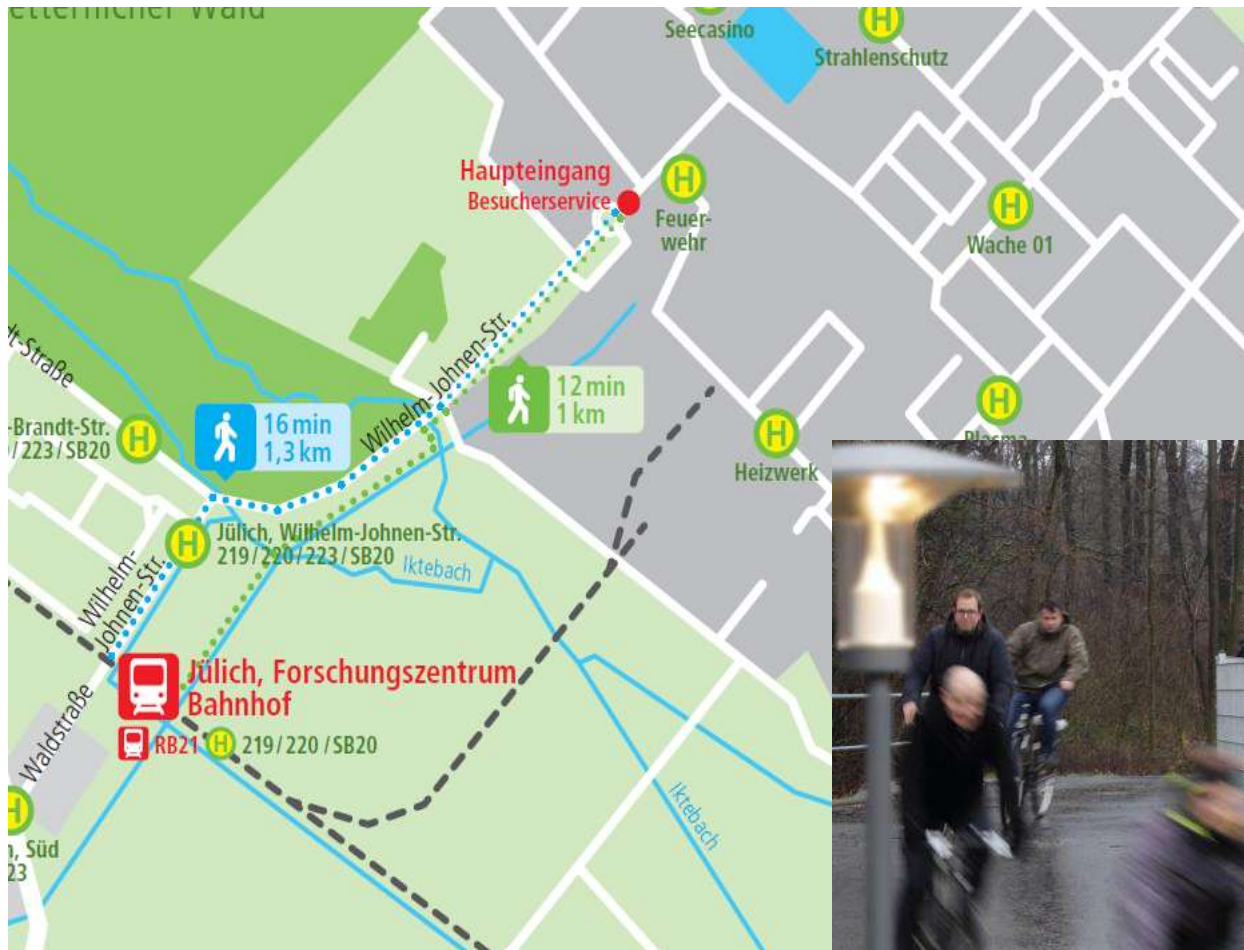 Seecasino
Strahlenschutz
Haupteingang
Besucherservice
Feuer-
wehr
Wache 01
Wilhelm-Johnen-Str.
12 min
1 km
16 min
1,3 km
-Brandt-Str.
/ 223 / SB20
Heizwerk
Jülich, Wilhelm-Johnen-Str.
219 / 220 / 223 / SB20
Iktebach
Wilhelm-
Johnen-Str.
Jülich, Forschungszentrum
Bahnhof
RB21 H 219 / 220 / SB20
Waldstraße
Iktebach
Süd
H
H
H
H
H
H
H
H